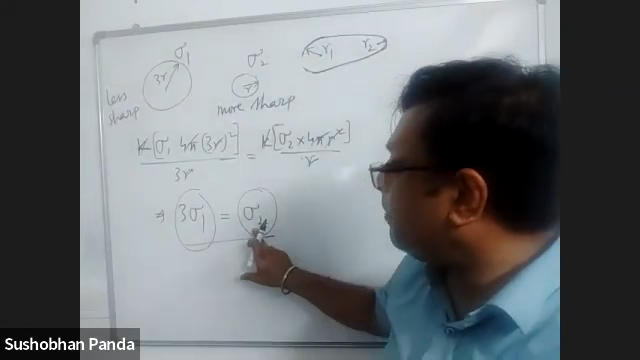 σ₁
3r
less
sharp
σ₂
r
more sharp
r₁ r₂
K[σ₁ 4π(3r)²] / 3r = K[σ₂ × 4πr²] / r
⇒ 3σ₁ = σ₂
Sushobhan Panda